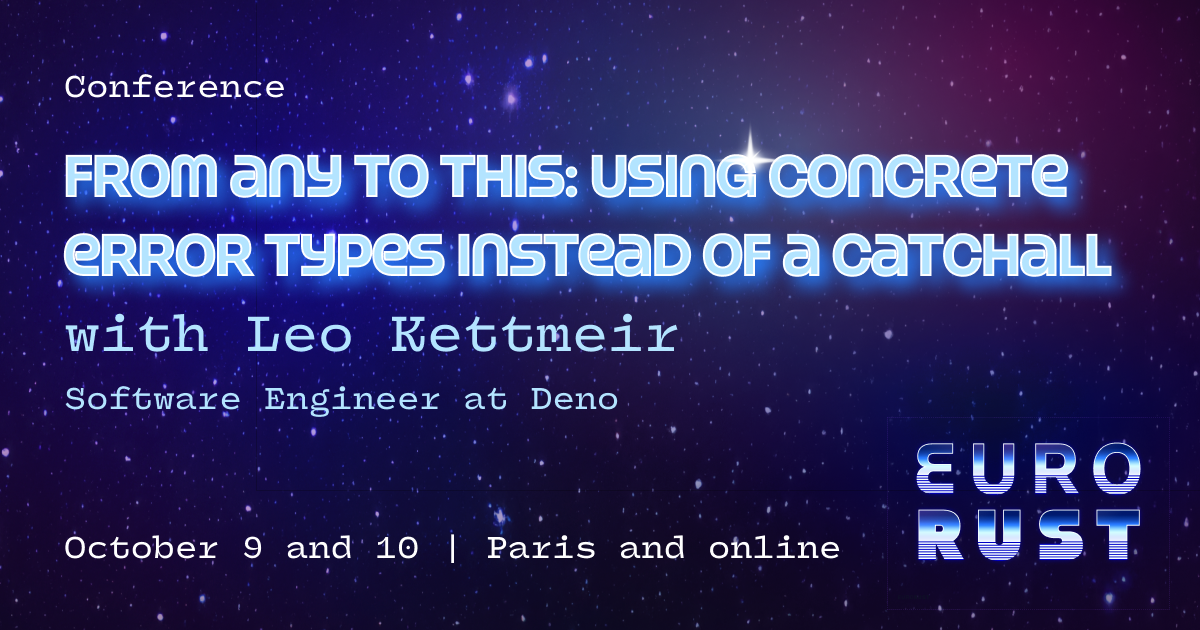 Conference
FROM aNY TO THIS: USING CONCReTe
eRROR TYPeS INSTeaD OF a CaTCHaLL
with Leo Kettmeir
Software Engineer at Deno
October 9 and 10 | Paris and online
EURO
RUST